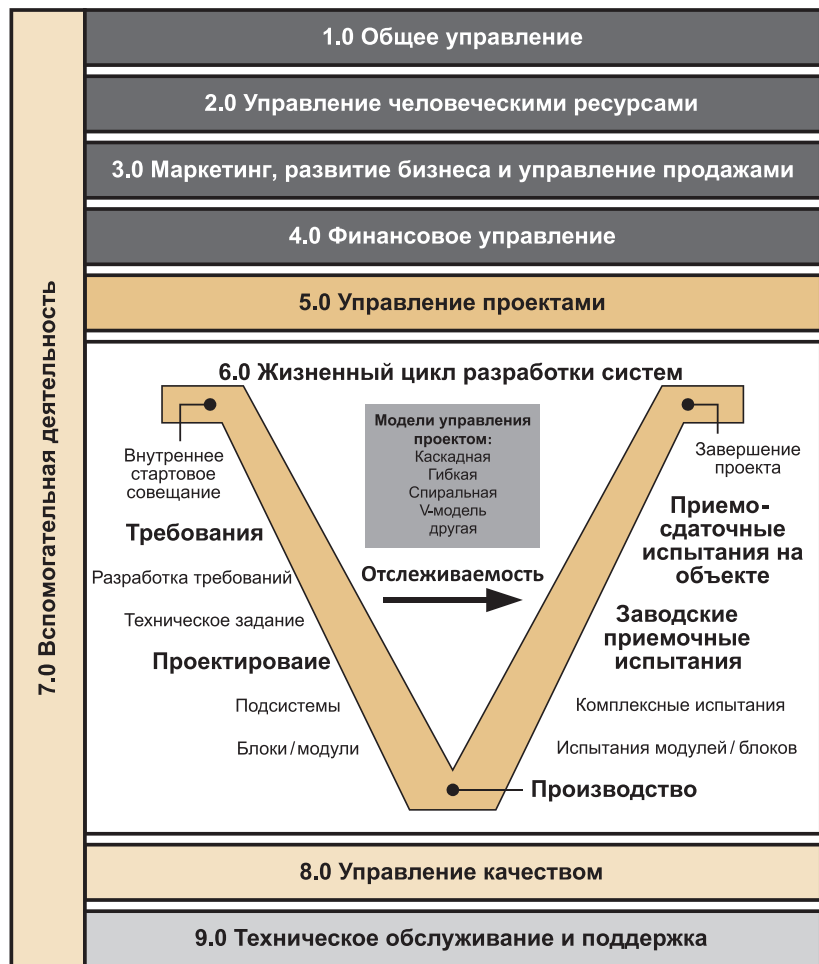 1.0 Общее управление
2.0 Управление человеческими ресурсами
3.0 Маркетинг, развитие бизнеса и управление продажами
4.0 Финансовое управление
5.0 Управление проектами
7.0 Вспомогательная деятельность
6.0 Жизненный цикл разработки систем
Внутреннее
стартовое
совещание
Требования
Разработка требований
Техническое задание
Проектироваие
Подсистемы
Блоки/модули
Модели управления
проектом:
Каскадная
Гибкая
Спиральная
V-модель
другая
Отслеживаемость
Завершение
проекта
Приемо-
сдаточные
испытания на
объекте
Заводские
приемочные
испытания
Комплексные испытания
Испытания модулей/блоков
Производство
8.0 Управление качеством
9.0 Техническое обслуживание и поддержка